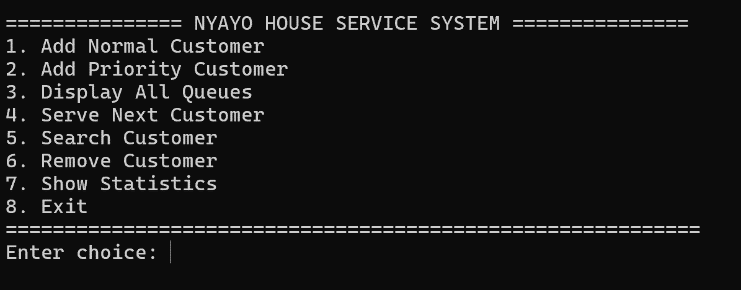 =============== NYAYO HOUSE SERVICE SYSTEM ===============
1. Add Normal Customer
2. Add Priority Customer
3. Display All Queues
4. Serve Next Customer
5. Search Customer
6. Remove Customer
7. Show Statistics
8. Exit
===========================================================
Enter choice: